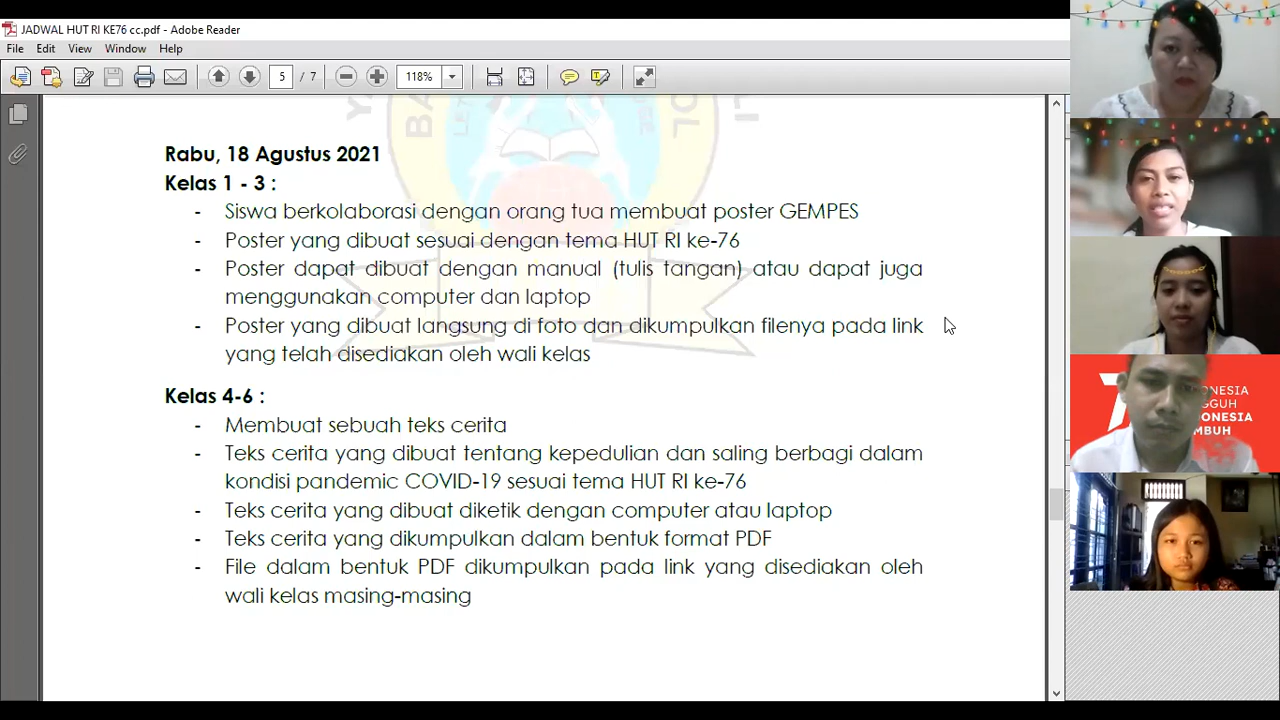 JADWAL HUT RI KE76 cc.pdf - Adobe Reader
File Edit View Window Help
5 / 7 118%
Rabu, 18 Agustus 2021
Kelas 1 - 3 :
- Siswa berkolaborasi dengan orang tua membuat poster GEMPES
- Poster yang dibuat sesuai dengan tema HUT RI ke-76
- Poster dapat dibuat dengan manual (tulis tangan) atau dapat juga
menggunakan computer dan laptop
- Poster yang dibuat langsung di foto dan dikumpulkan filenya pada link
yang telah disediakan oleh wali kelas
Kelas 4-6 :
- Membuat sebuah teks cerita
- Teks cerita yang dibuat tentang kepedulian dan saling berbagi dalam
kondisi pandemic COVID-19 sesuai tema HUT RI ke-76
- Teks cerita yang dibuat diketik dengan computer atau laptop
- Teks cerita yang dikumpulkan dalam bentuk format PDF
- File dalam bentuk PDF dikumpulkan pada link yang disediakan oleh
wali kelas masing-masing